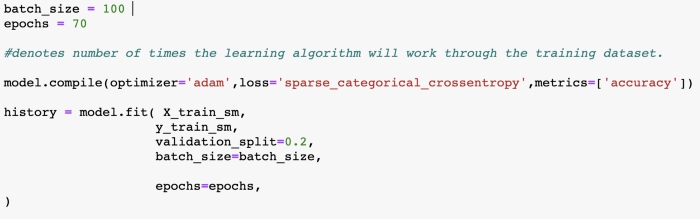 batch_size = 100
epochs = 70
#denotes number of times the learning algorithm will work through the training dataset.
model.compile(optimizer='adam',loss='sparse_categorical_crossentropy',metrics=['accuracy'])
history = model.fit( X_train_sm,
y_train_sm,
validation_split=0.2,
batch_size=batch_size,
epochs=epochs,
)